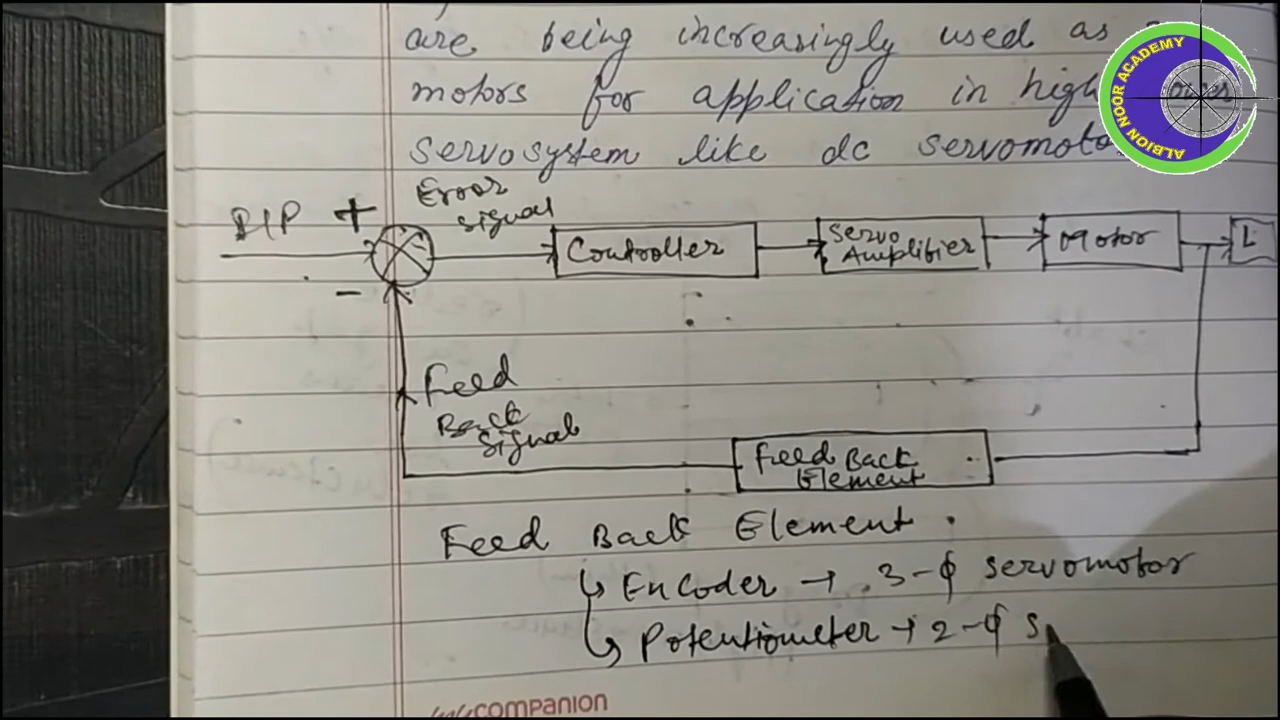 are being increasingly used as
motors for application in high
servosystem like dc servomoto
ALBION NOOR ACADEMY
I/P +
Error
signal
Controller
Servo
Amplifier
Motor
L
-
Feed
Back
Signal
Feed Back
Element
Feed Back Element.
Encoder → 3-ϕ servomotor
Potentiometer → 2-ϕ s
companion